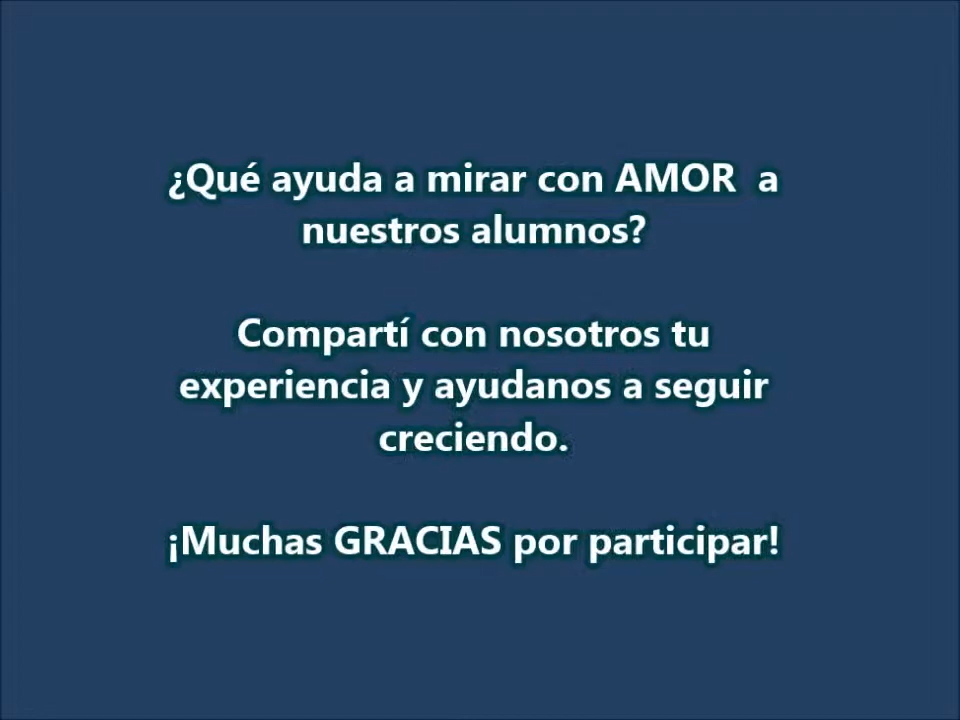 ¿Qué ayuda a mirar con AMOR  a
nuestros alumnos?
Compartí con nosotros tu
experiencia y ayudanos a seguir
creciendo.
¡Muchas GRACIAS por participar!